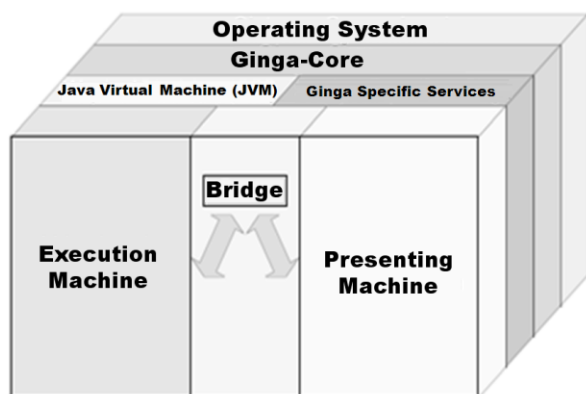 Operating System
Ginga-Core
Java Virtual Machine (JVM)
Ginga Specific Services
Bridge
Execution
Machine
Presenting
Machine